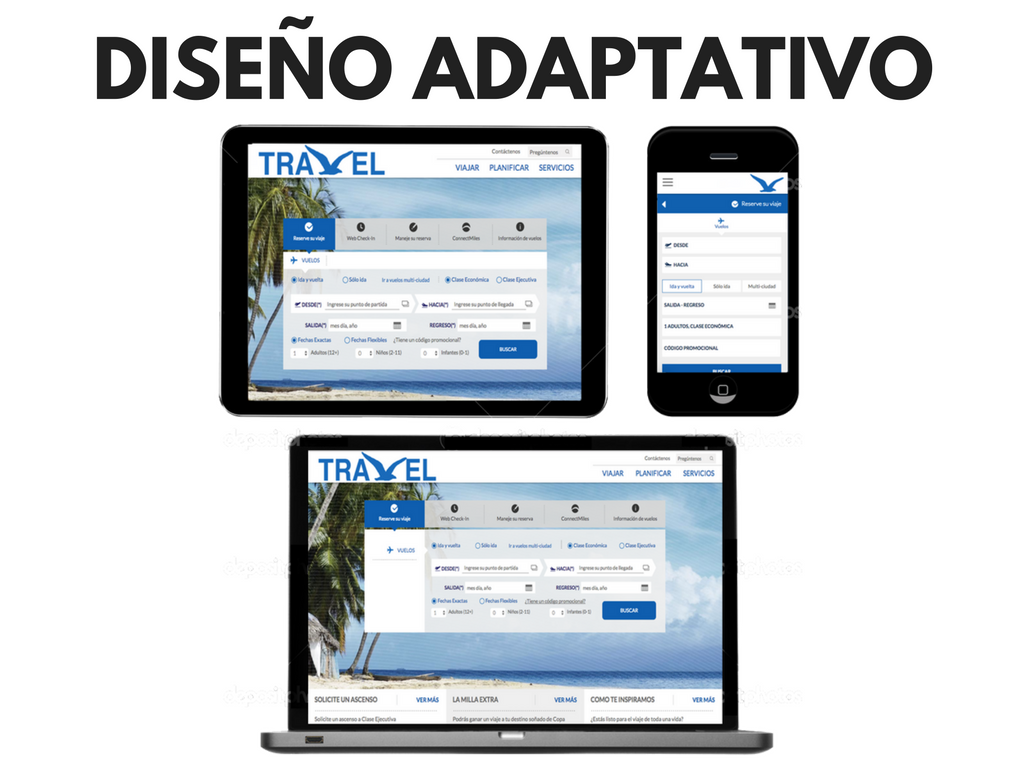 DISEÑO ADAPTATIVO
TRAVEL
Contáctenos Pregúntenos
VIAJAR PLANIFICAR SERVICIOS
Reserve su viaje Web Check-In Maneje su reserva ConnectMiles Información de vuelos
VUELOS
Ida y vuelta Sólo ida Ir a vuelos multi-ciudad Clase Económica Clase Ejecutiva
DESDE(*) Ingrese su punto de partida HACIA(*) Ingrese su punto de llegada
SALIDA(*) mes día, año REGRESO(*) mes día, año
Fechas Exactas Fechas Flexibles ¿Tiene un código promocional?
1 Adultos (12+) 0 Niños (2-11) 0 Infantes (0-1) BUSCAR
Reserve su viaje
Vuelos
DESDE
HACIA
Ida y vuelta Sólo ida Multi-ciudad
SALIDA - REGRESO
1 ADULTOS, CLASE ECONÓMICA
CODIGO PROMOCIONAL
BUSCAR
TRAVEL
Contáctenos Pregúntenos
VIAJAR PLANIFICAR SERVICIOS
Reserve su viaje Web Check-In Maneje su reserva ConnectMiles Información de vuelos
VUELOS
Ida y vuelta Sólo ida Ir a vuelos multi-ciudad Clase Económica Clase Ejecutiva
DESDE(*) Ingrese su punto de partida HACIA(*) Ingrese su punto de llegada
SALIDA(*) mes día, año REGRESO(*) mes día, año
Fechas Exactas Fechas Flexibles ¿Tiene un código promocional?
1 Adultos (12+) 0 Niños (2-11) 0 Infantes (0-1) BUSCAR
SOLICITE UN ASCENSO VER MÁS LA MILLA EXTRA VER MÁS COMO TE INSPIRAMOS VER MÁS
Solicite un ascenso a Clase Ejecutiva Podrás ganar un viaje a tu destino soñado de Copa ¿Estás listo para el viaje de toda una vida?